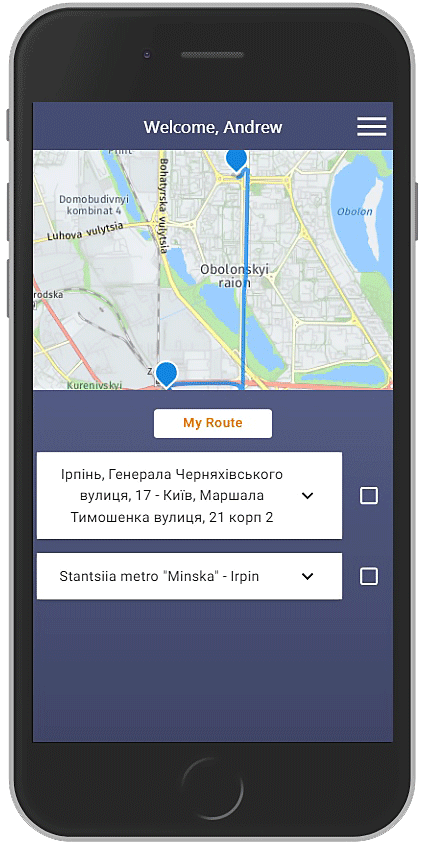 Welcome, Andrew
Domobudivnyi
kombinat 4
Bohatyrska vulytsia
Luhova vulytsia
Obolon
Obolonskyi
raion
Kurenivskyi
My Route
Ірпінь, Генерала Черняхівського
вулиця, 17 - Київ, Маршала
Тимошенка вулиця, 21 корп 2
Stantsiia metro "Minska" - Irpin